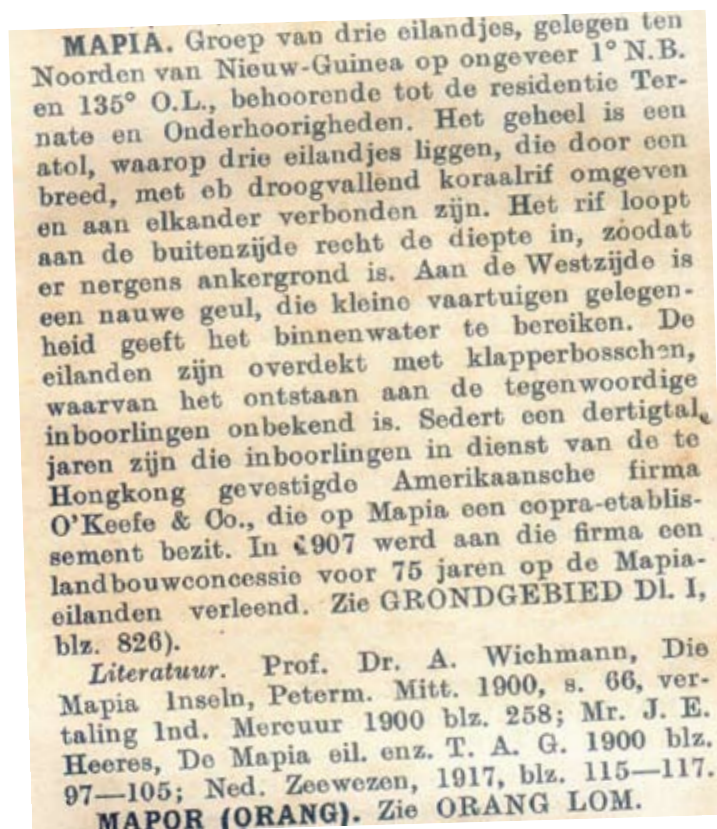 MAPIA. Groep van drie eilandjes, gelegen ten
Noorden van Nieuw-Guinea op ongeveer 1° N.B.
en 135° O.L., behoorende tot de residentie Ter-
nate en Onderhoorigheden. Het geheel is een
atol, waarop drie eilandjes liggen, die door een
breed, met eb droogvallend koraalrif omgeven
en aan elkander verbonden zijn. Het rif loopt
aan de buitenzijde recht de diepte in, zoodat
er nergens ankergrond is. Aan de Westzijde is
een nauwe geul, die kleine vaartuigen gelegen-
heid geeft het binnenwater te bereiken. De
eilanden zijn overdekt met klapperbosschen,
waarvan het ontstaan aan de tegenwoordige
inboorlingen onbekend is. Sedert een dertigtal
jaren zijn die inboorlingen in dienst van de te
Hongkong gevestigde Amerikaansche firma
O'Keefe & Co., die op Mapia een copra-etablis-
sement bezit. In 1907 werd aan die firma een
landbouwconcessie voor 75 jaren op de Mapia-
eilanden verleend. Zie GRONDGEBIED Dl. I,
blz. 826).
Literatuur. Prof. Dr. A. Wichmann, Die
Mapia Inseln, Peterm. Mitt. 1900, s. 66, ver-
taling Ind. Mercuur 1900 blz. 258; Mr. J. E.
Heeres, De Mapia eil. enz. T. A. G. 1900 blz.
97—105; Ned. Zeewezen, 1917, blz. 115—117.
MAPOR (ORANG). Zie ORANG LOM.